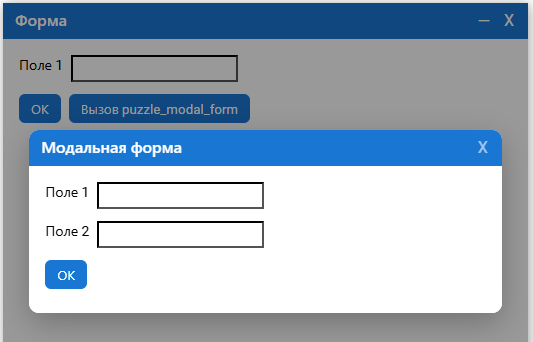 Форма – X
Поле 1
OK Вызов puzzle_modal_form
Модальная форма X
Поле 1
Поле 2
OK